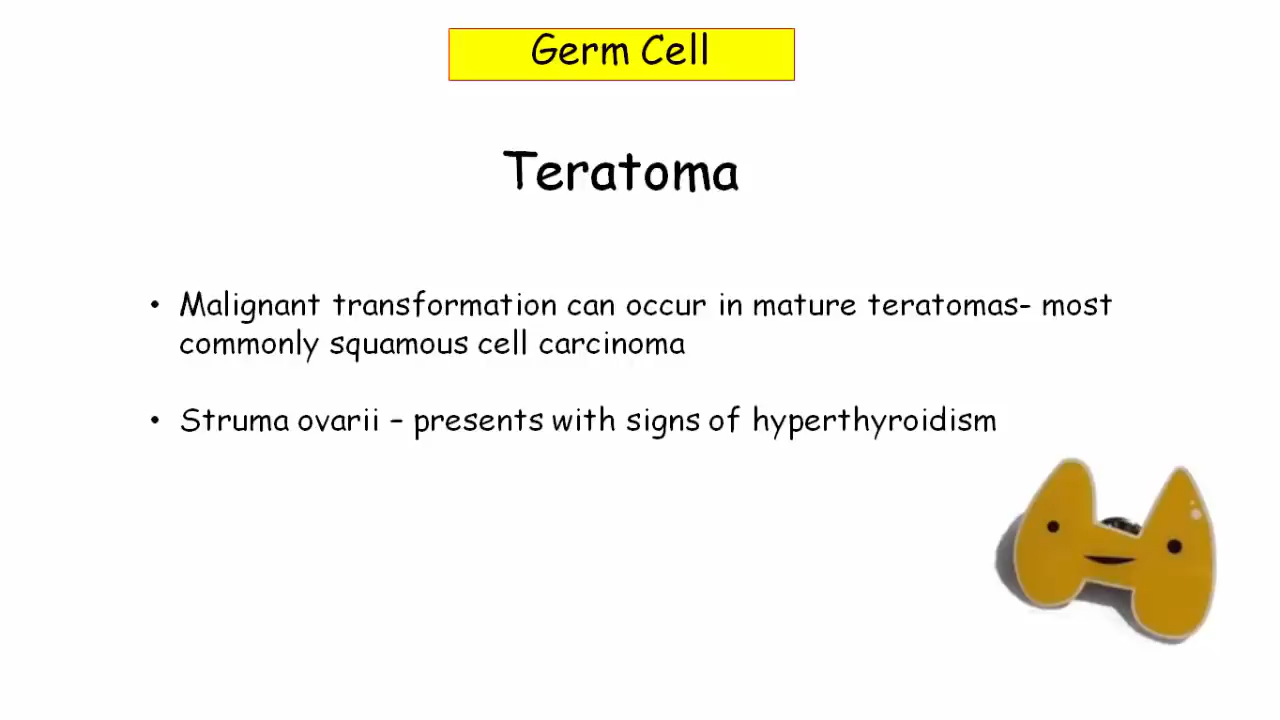 Germ Cell
Teratoma
• Malignant transformation can occur in mature teratomas- most
commonly squamous cell carcinoma
• Struma ovarii – presents with signs of hyperthyroidism